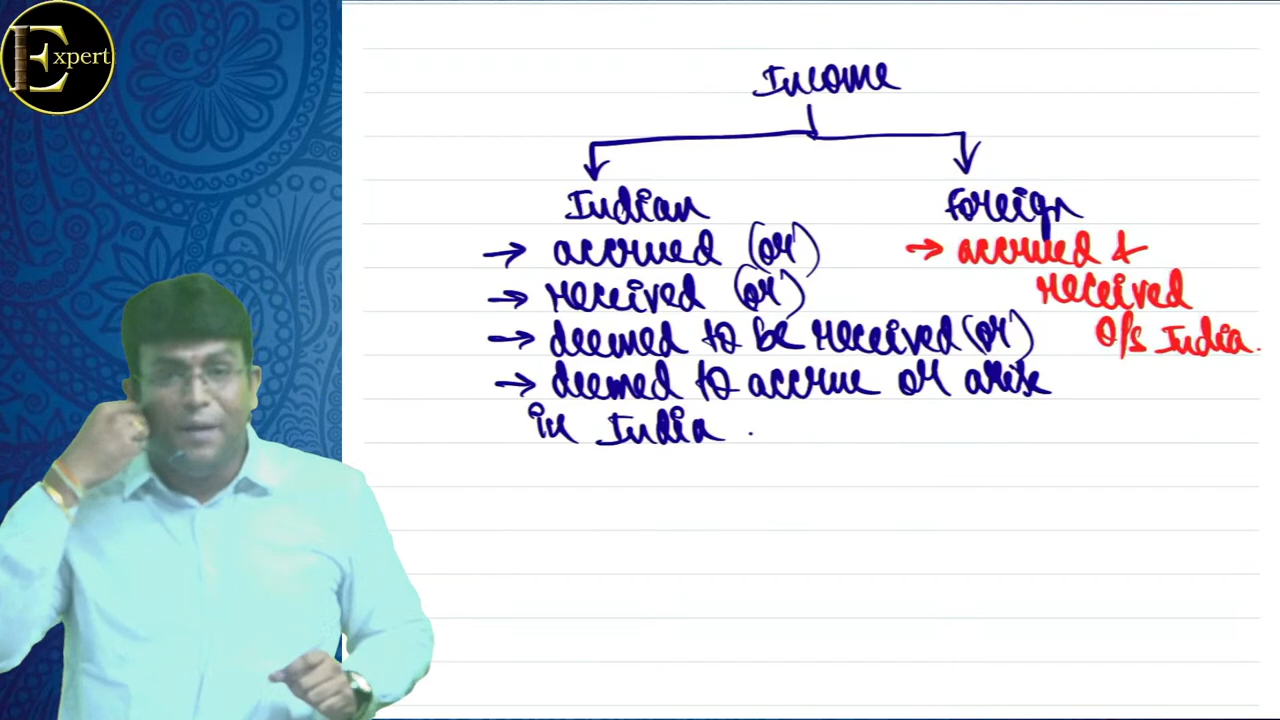 Expert
Income
Indian
Foreign
→ accrued (or)
→ accrued &
→ received (or)
received
→ deemed to be received (or)
o/s India.
→ deemed to accrue or arise
in India.